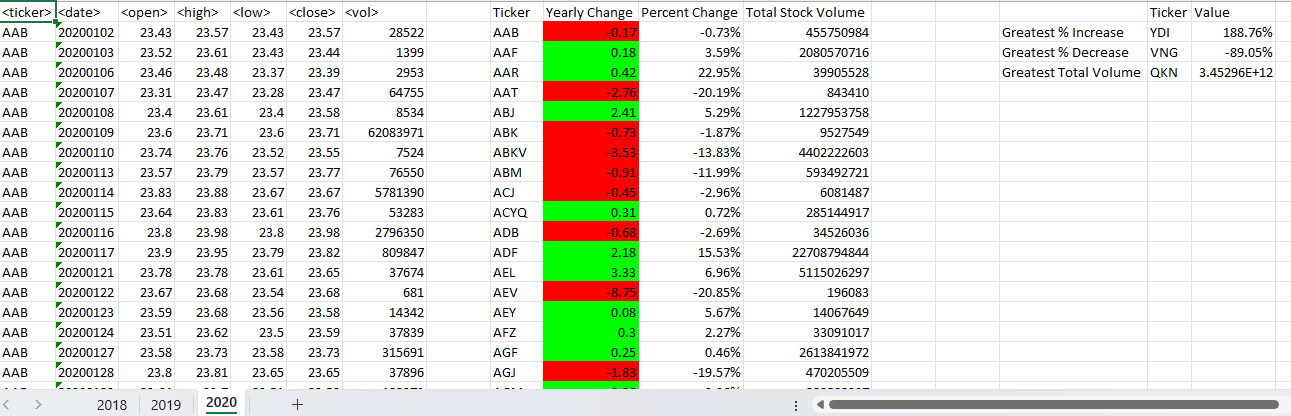 <ticker> <date> <open> <high> <low> <close> <vol> Ticker Yearly Change Percent Change Total Stock Volume Ticker Value
AAB 20200102 23.43 23.57 23.43 23.57 28522 AAB -0.17 -0.73% 455750984 Greatest % Increase YDI 188.76%
AAB 20200103 23.52 23.61 23.43 23.44 1399 AAF 0.18 3.59% 2080570716 Greatest % Decrease VNG -89.05%
AAB 20200106 23.46 23.48 23.37 23.39 2953 AAR 0.42 22.95% 39905528 Greatest Total Volume QKN 3.45296E+12
AAB 20200107 23.31 23.47 23.28 23.47 64755 AAT -2.76 -20.19% 843410
AAB 20200108 23.4 23.61 23.4 23.58 8534 ABJ 2.41 5.29% 1227953758
AAB 20200109 23.6 23.71 23.6 23.71 62083971 ABK -0.73 -1.87% 9527549
AAB 20200110 23.74 23.76 23.52 23.55 7524 ABKV -3.53 -13.83% 4402222603
AAB 20200113 23.57 23.79 23.57 23.77 76550 ABM -0.91 -11.99% 593492721
AAB 20200114 23.83 23.88 23.67 23.67 5781390 ACJ -0.45 -2.96% 6081487
AAB 20200115 23.64 23.83 23.61 23.76 53283 ACYQ 0.31 0.72% 285144917
AAB 20200116 23.8 23.98 23.8 23.98 2796350 ADB -0.68 -2.69% 34526036
AAB 20200117 23.9 23.95 23.79 23.82 809847 ADF 2.18 15.53% 22708794844
AAB 20200121 23.78 23.78 23.61 23.65 37674 AEL 3.33 6.96% 5115026297
AAB 20200122 23.67 23.68 23.54 23.68 681 AEV -8.75 -20.85% 196083
AAB 20200123 23.59 23.68 23.56 23.58 14342 AEY 0.08 5.67% 14067649
AAB 20200124 23.51 23.62 23.5 23.59 37839 AFZ 0.3 2.27% 33091017
AAB 20200127 23.58 23.73 23.58 23.73 315691 AGF 0.25 0.46% 2613841972
AAB 20200128 23.8 23.81 23.65 23.65 37896 AGJ -1.83 -19.57% 470205509
2018 2019 2020